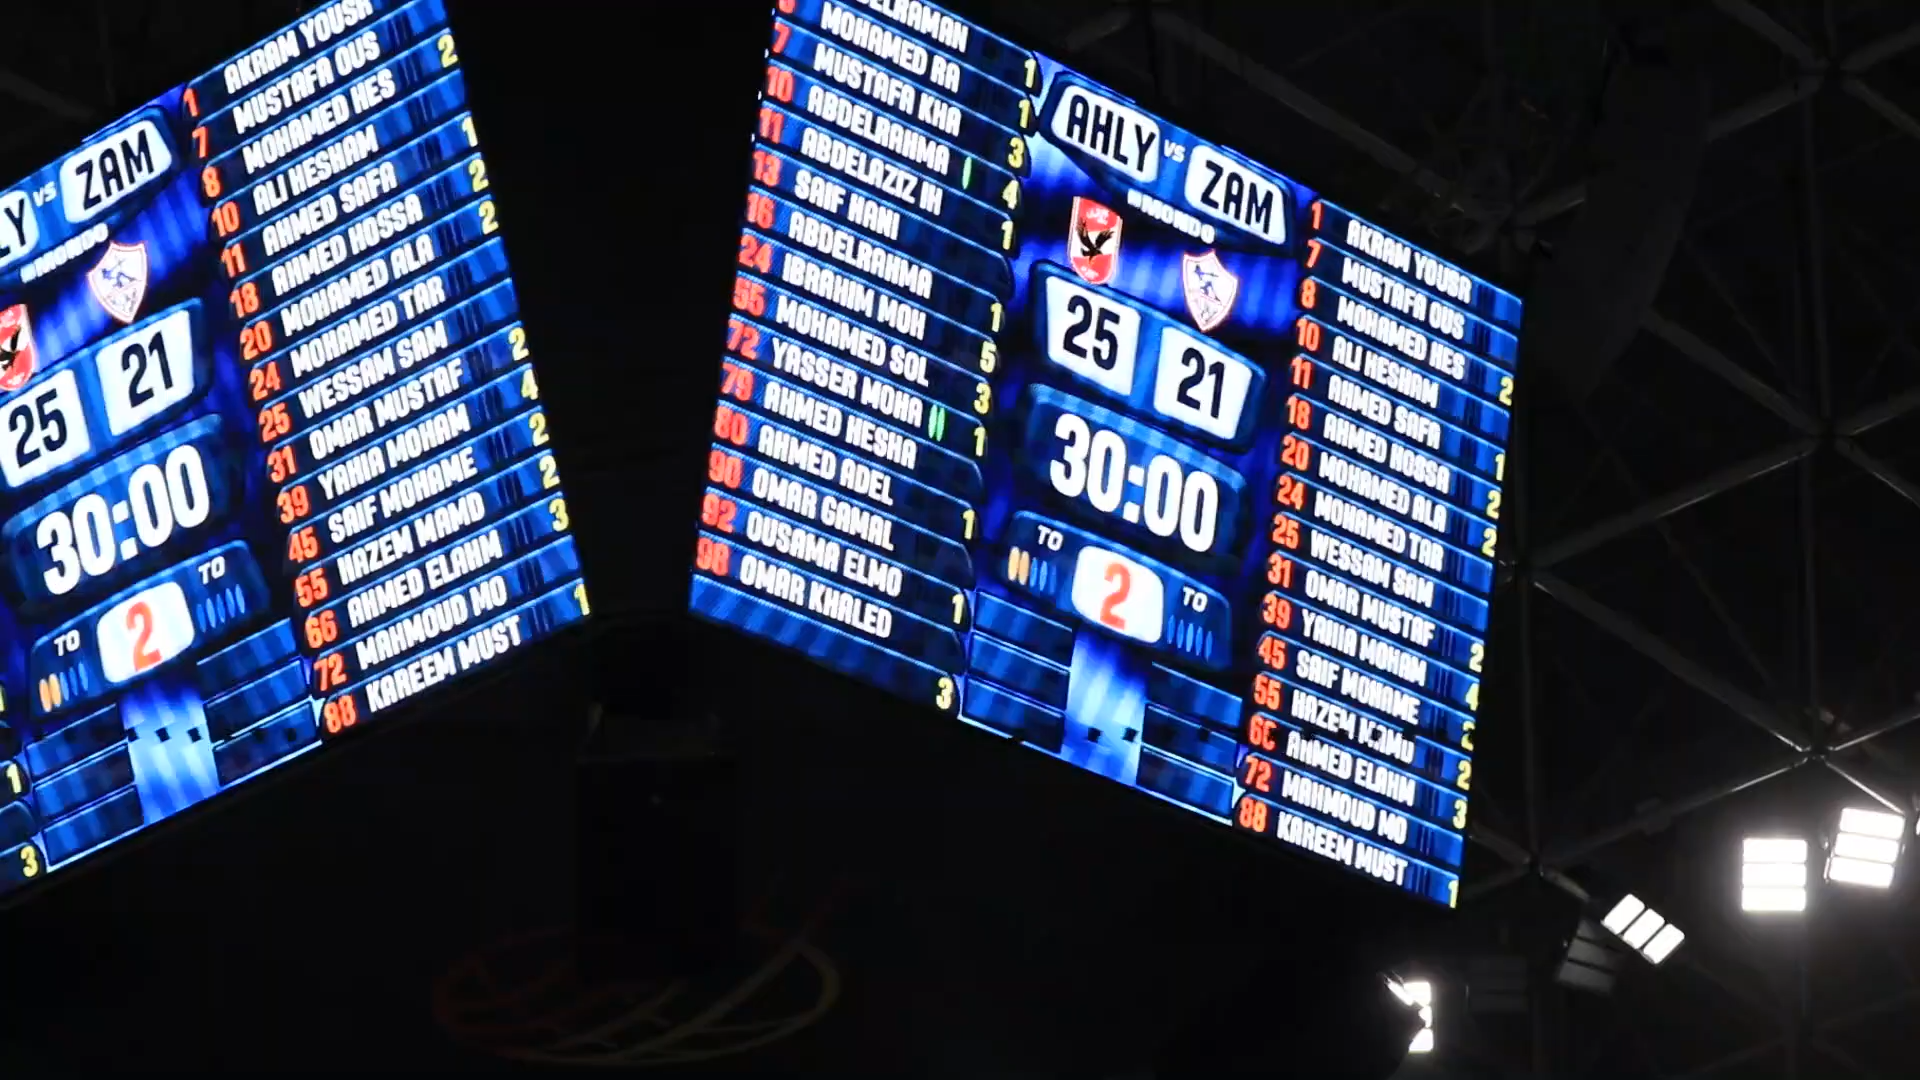 AKRAM YOUSR
1 MUSTAFA OUS 2
7 MOHAMED HES
8 ALI HESHAM 1
10 AHMED SAFA 2
11 AHMED HOSSA 2
18 MOHAMED ALA
20 MOHAMED TAR
24 WESSAM SAM 2
25 OMAR MUSTAF 4
31 YAHIA MOHAM 2
39 SAIF MOHAME 2
45 HAZEM MAMD 3
55 AHMED ELAHM
66 MAHMOUD MO 1
72 KAREEM MUST
88
LY VS ZAM
#MONDO
25 21
30:00
TO 2 TO
1
3
MOHAMED RA 1
7 MUSTAFA KHA 1
10 ABDELRAHMA 3
11 ABDELAZIZ IH 4
13 SAIF HANI 1
16 ABDELRAHMA
24 IBRAHIM MOH 1
55 MOHAMED SOL 5
72 YASSER MOHA 3
79 AHMED HESHA 1
80 AHMED ADEL
90 OMAR GAMAL 1
92 OUSAMA ELMO
98 OMAR KHALED 1
3
AHLY VS ZAM
#MONDO
25 21
30:00
TO 2 TO
1 AKRAM YOUSR
7 MUSTAFA OUS
8 MOHAMED HES 2
10 ALI HESHAM
11 AHMED SAFA 1
18 AHMED HOSSA 2
20 MOHAMED ALA 2
24 MOHAMED TAR
25 WESSAM SAM
31 OMAR MUSTAF 2
39 YAHIA MOHAM 4
45 SAIF MOHAME 2
55 HAZEM MAMD 2
66 AHMED ELAHM 3
72 MAHMOUD MO
88 KAREEM MUST 1